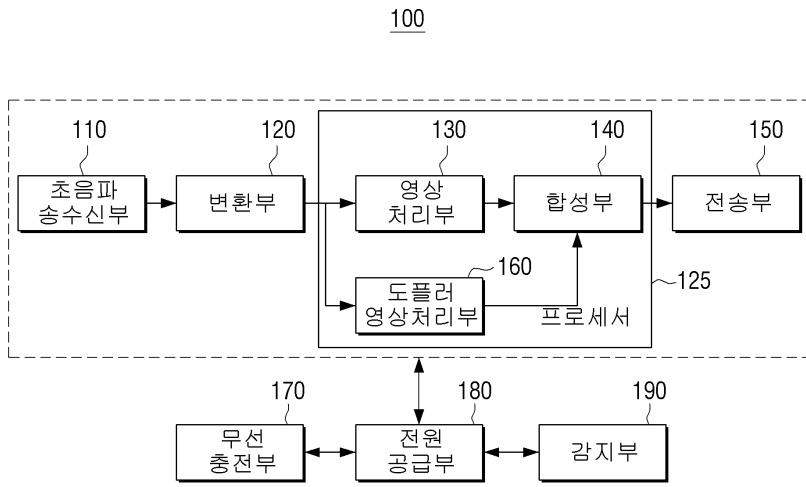 100
110
120
130
140
150
초음파
송수신부
변환부
영상
처리부
합성부
전송부
160
125
도플러
영상처리부
프로세서
170
180
190
무선
충전부
전원
공급부
감지부